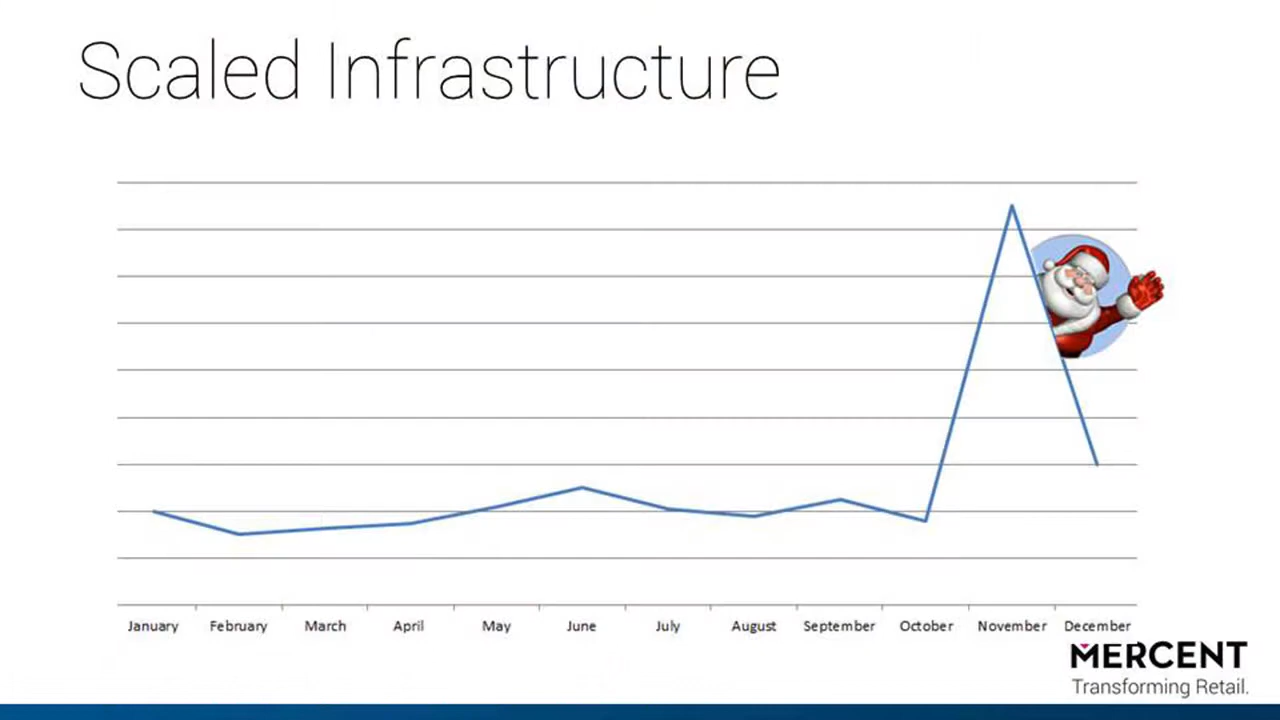 Scaled Infrastructure
January February March April May June July August September October November December
MERCENT
Transforming Retail.